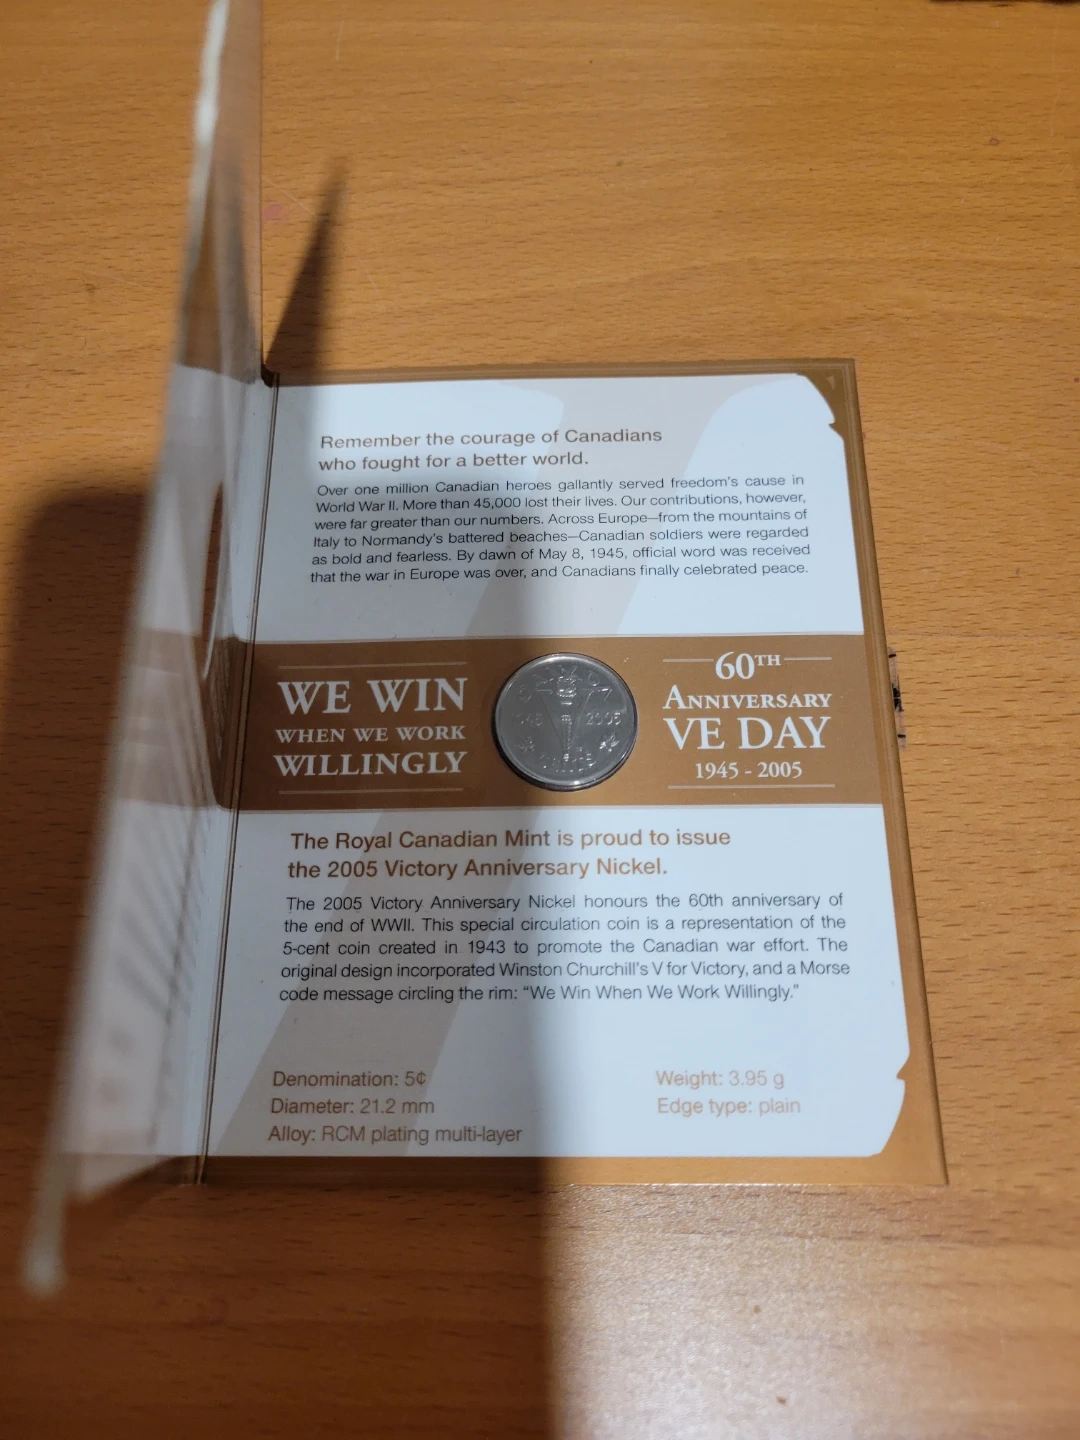 Remember the courage of Canadians
who fought for a better world.
Over one million Canadian heroes gallantly served freedom's cause in
World War II. More than 45,000 lost their lives. Our contributions, however,
were far greater than our numbers. Across Europe—from the mountains of
Italy to Normandy's battered beaches—Canadian soldiers were regarded
as bold and fearless. By dawn of May 8, 1945, official word was received
that the war in Europe was over, and Canadians finally celebrated peace.
WE WIN
WHEN WE WORK
WILLINGLY
CANADA
1945 2005
CENTS
60TH
ANNIVERSARY
VE DAY
1945 - 2005
The Royal Canadian Mint is proud to issue
the 2005 Victory Anniversary Nickel.
The 2005 Victory Anniversary Nickel honours the 60th anniversary of
the end of WWII. This special circulation coin is a representation of the
5-cent coin created in 1943 to promote the Canadian war effort. The
original design incorporated Winston Churchill's V for Victory, and a Morse
code message circling the rim: "We Win When We Work Willingly."
Denomination: 5¢
Diameter: 21.2 mm
Alloy: RCM plating multi-layer
Weight: 3.95 g
Edge type: plain